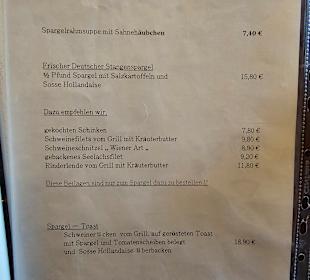 Spargelrahmsuppe mit Sahnehäubchen 7,40 €
Frischer Deutscher Stangenspargel
½ Pfund Spargel mit Salzkartoffeln und 15,80 €
Sosse Hollandaise
Dazu empfehlen wir,
gekochten Schinken 7,80 €
Schweinefilets vom Grill mit Kräuterbutter 9,80 €
Schweineschnitzel „ Wiener Art „ 8,90 €
gebackenes Seelachsfilet 9,20 €
Rinderlende vom Grill mit Kräuterbutter 11,80 €
Diese Beilagen sind nur zum Spargel dazu zu bestellen !!
Spargel – Toast
vom Grill, auf gerösteten Toast
mit Spargel und Tomatenscheiben belegt 18,90 €
und Sosse Hollandaise